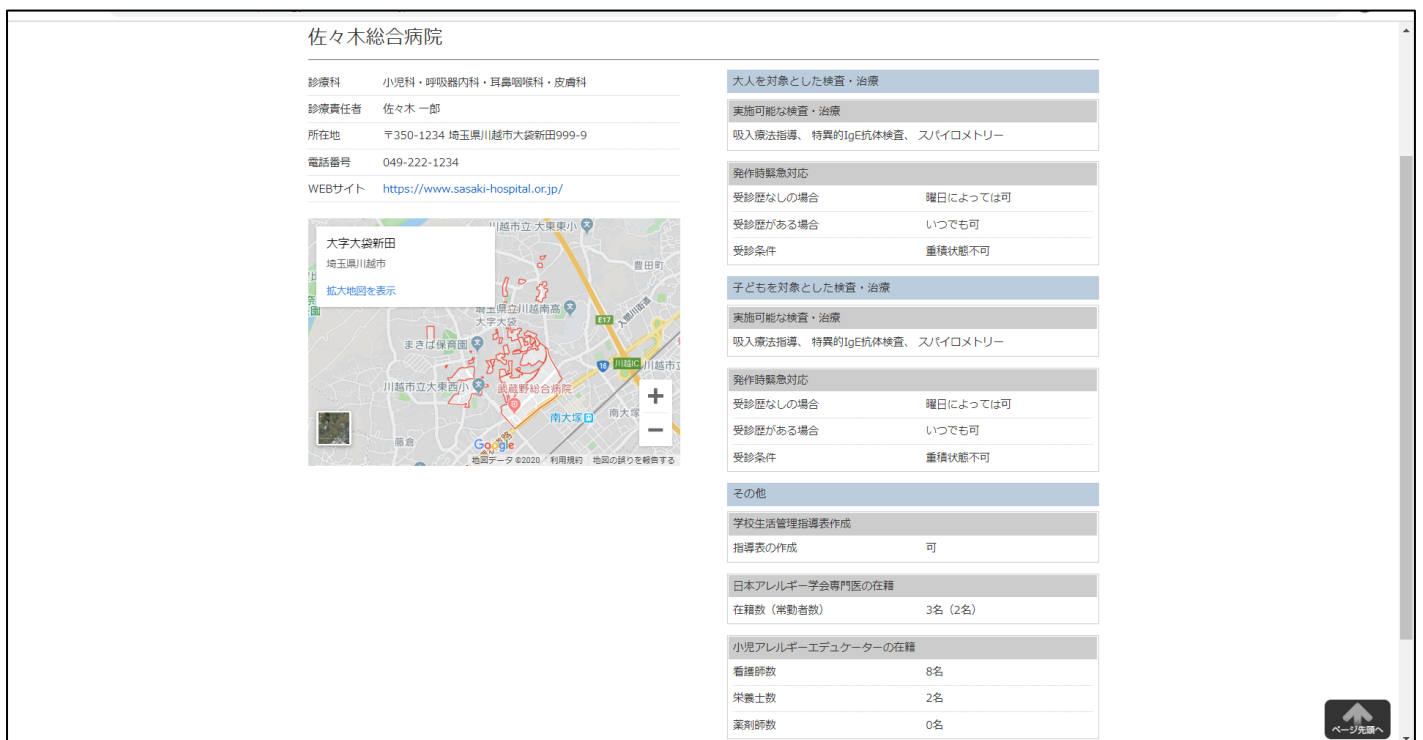 佐々木総合病院
診療科 小児科・呼吸器内科・耳鼻咽喉科・皮膚科
診療責任者 佐々木 一郎
所在地 〒350-1234 埼玉県川越市大袋新田999-9
電話番号 049-222-1234
WEBサイト https://www.sasaki-hospital.or.jp/
大字大袋新田
埼玉県川越市
拡大地図を表示
川越市立 大東東小
豊田町
埼玉県立川越南高
大字大袋
E17
入間川街道
まきば保育園
16
川越IC
川越市立
川越市立大東西小
武蔵野総合病院
南大塚
南大塚
藤倉
+
−
Google
地図データ ©2020
利用規約
地図の誤りを報告する
大人を対象とした検査・治療
実施可能な検査・治療
吸入療法指導、 特異的IgE抗体検査、 スパイロメトリー
発作時緊急対応
受診歴なしの場合 曜日によっては可
受診歴がある場合 いつでも可
受診条件 重積状態不可
子どもを対象とした検査・治療
実施可能な検査・治療
吸入療法指導、 特異的IgE抗体検査、 スパイロメトリー
発作時緊急対応
受診歴なしの場合 曜日によっては可
受診歴がある場合 いつでも可
受診条件 重積状態不可
その他
学校生活管理指導表作成
指導表の作成 可
日本アレルギー学会専門医の在籍
在籍数（常勤者数） 3名（2名）
小児アレルギーエデュケーターの在籍
看護師数 8名
栄養士数 2名
薬剤師数 0名
ページ先頭へ